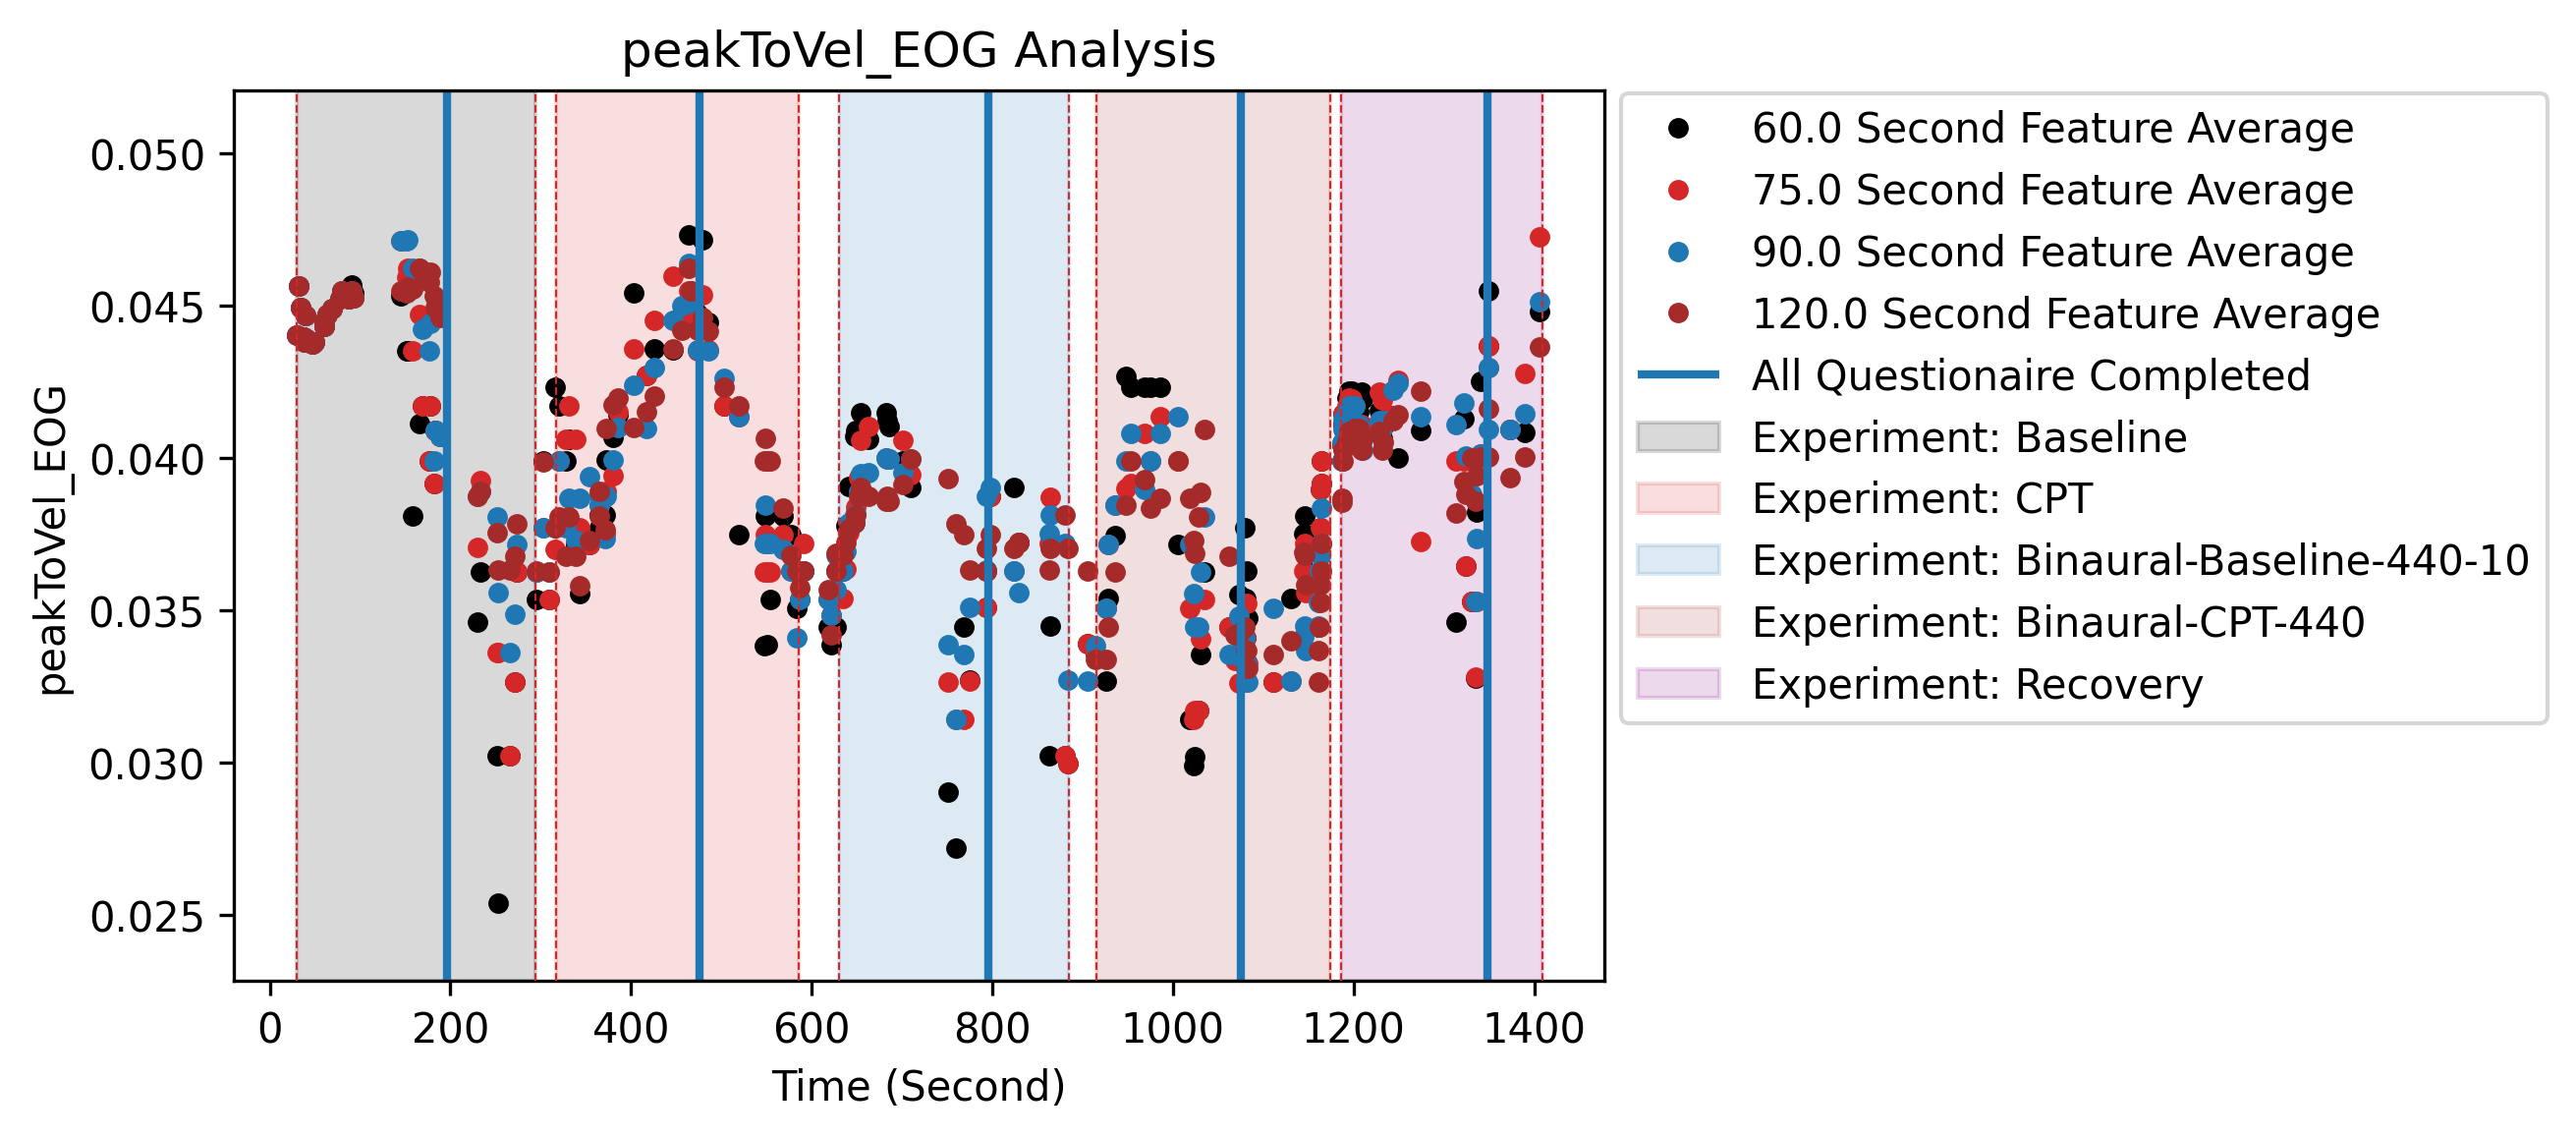 peakToVel_EOG Analysis
peakToVel_EOG
0.050
0.045
0.040
0.035
0.030
0.025
0
200
400
600
800
1000
1200
1400
Time (Second)
60.0 Second Feature Average
75.0 Second Feature Average
90.0 Second Feature Average
120.0 Second Feature Average
All Questionaire Completed
Experiment: Baseline
Experiment: CPT
Experiment: Binaural-Baseline-440-10
Experiment: Binaural-CPT-440
Experiment: Recovery